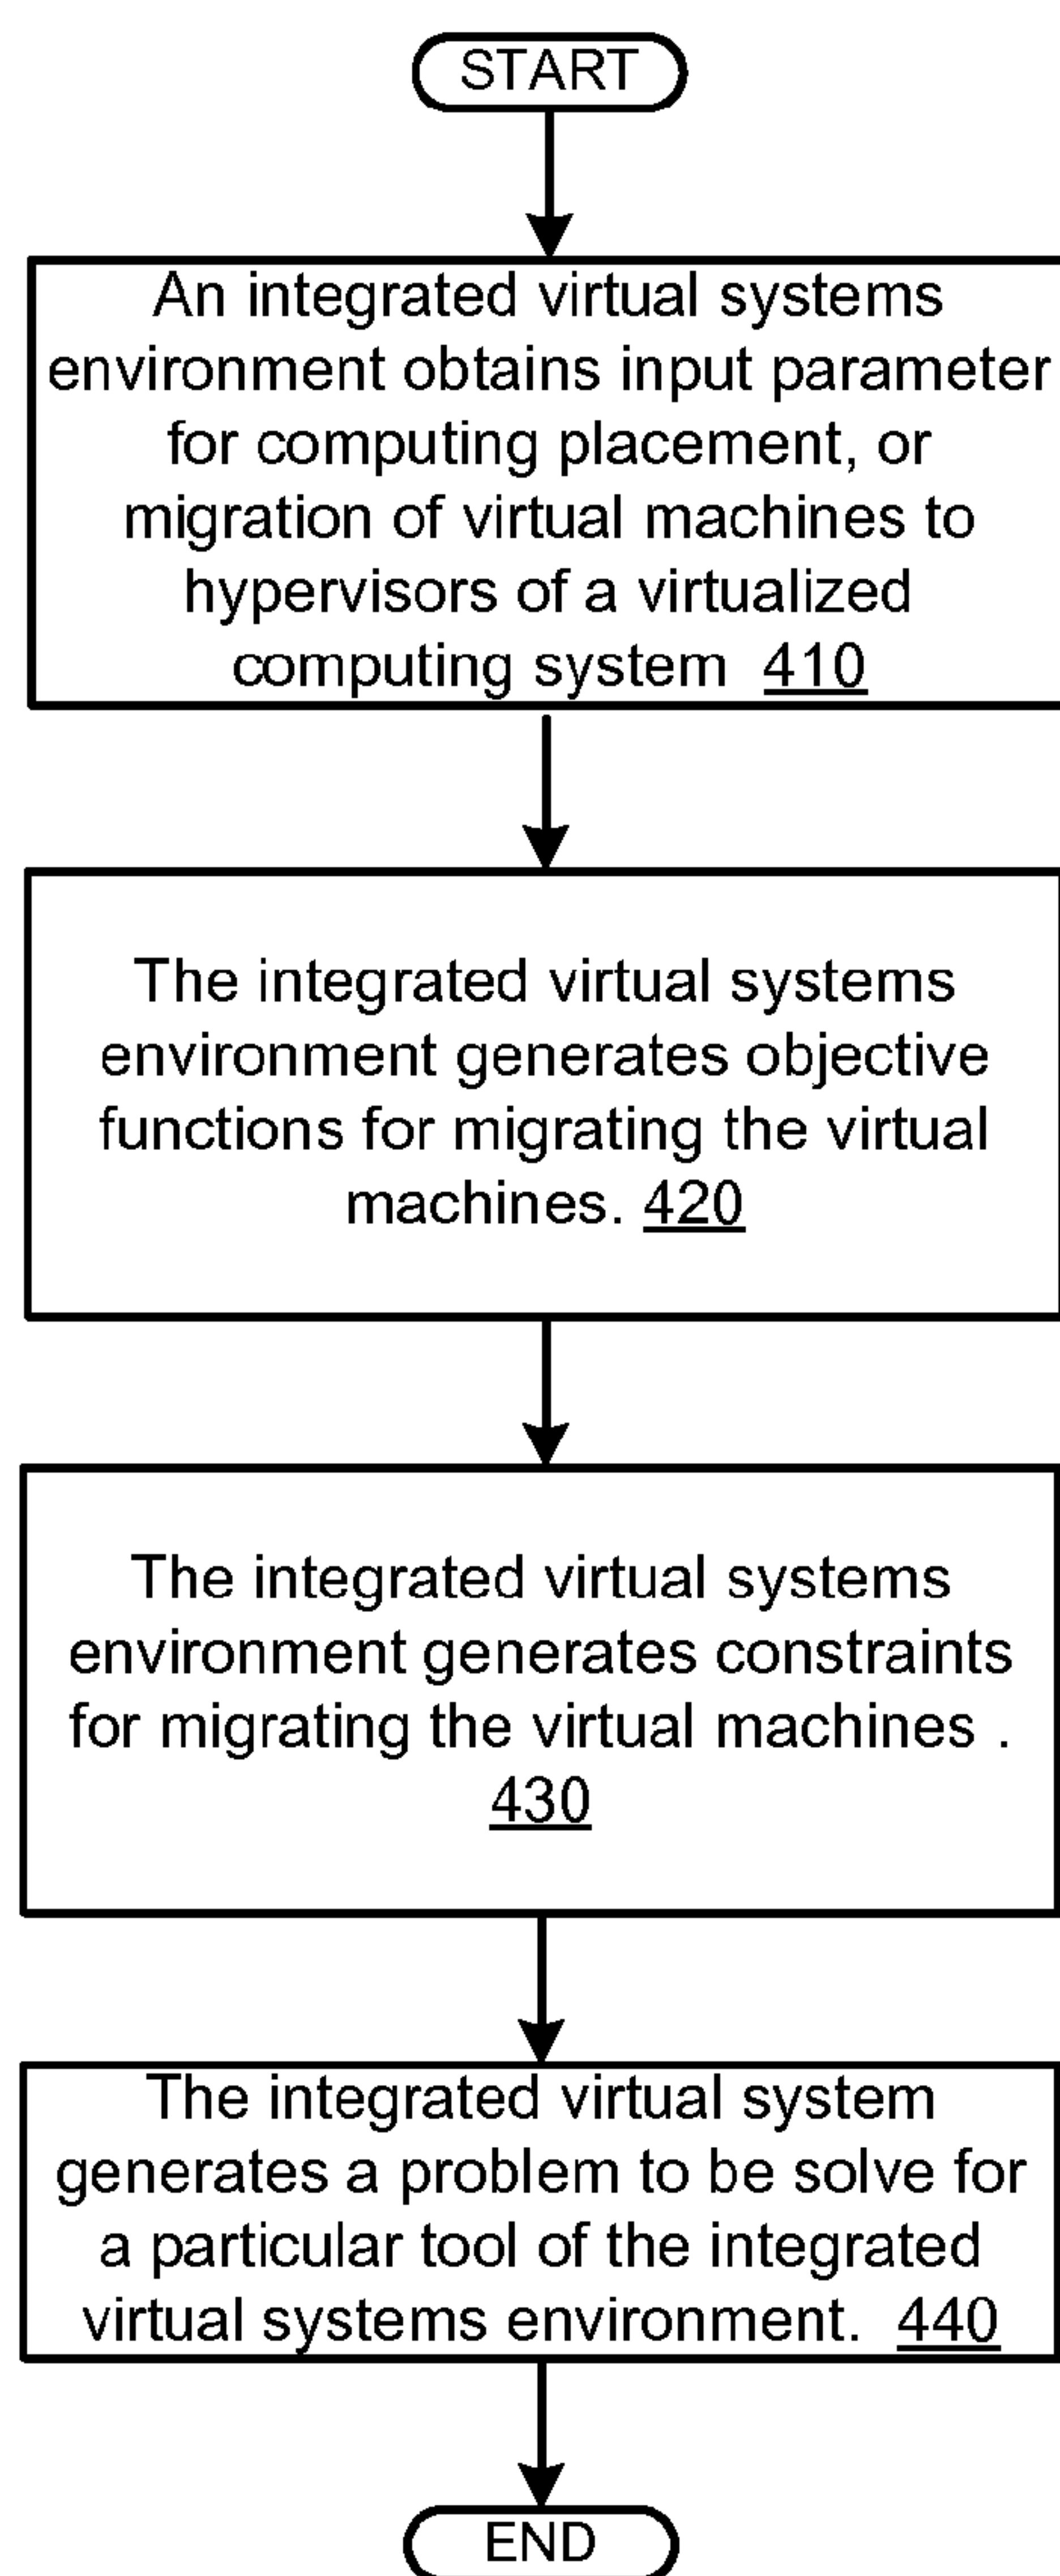 START
An integrated virtual systems
environment obtains input parameter
for computing placement, or
migration of virtual machines to
hypervisors of a virtualized
computing system 410
The integrated virtual systems
environment generates objective
functions for migrating the virtual
machines. 420
The integrated virtual systems
environment generates constraints
for migrating the virtual machines .
430
The integrated virtual system
generates a problem to be solve for
a particular tool of the integrated
virtual systems environment. 440
END